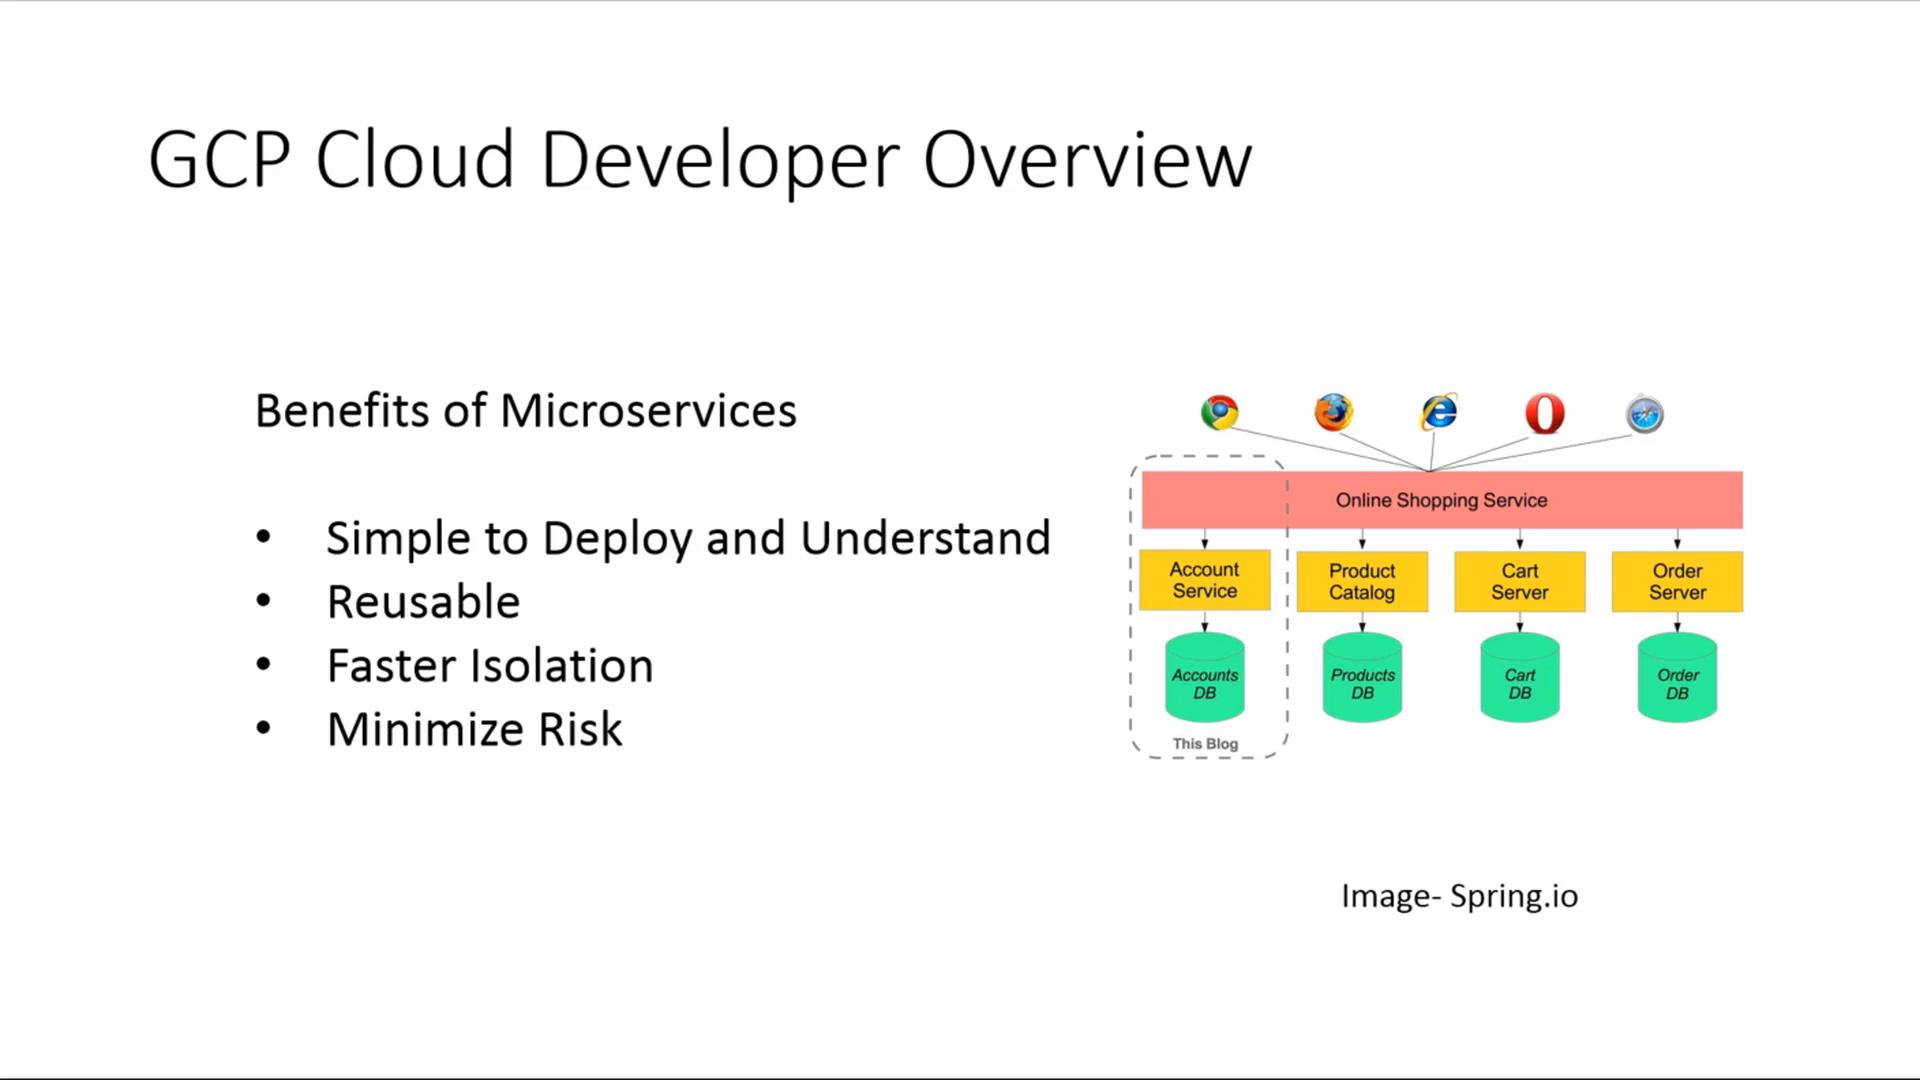 GCP Cloud Developer Overview
Benefits of Microservices
• Simple to Deploy and Understand
• Reusable
• Faster Isolation
• Minimize Risk
Online Shopping Service
Account
Service
Product
Catalog
Cart
Server
Order
Server
Accounts
DB
Products
DB
Cart
DB
Order
DB
This Blog
Image- Spring.io